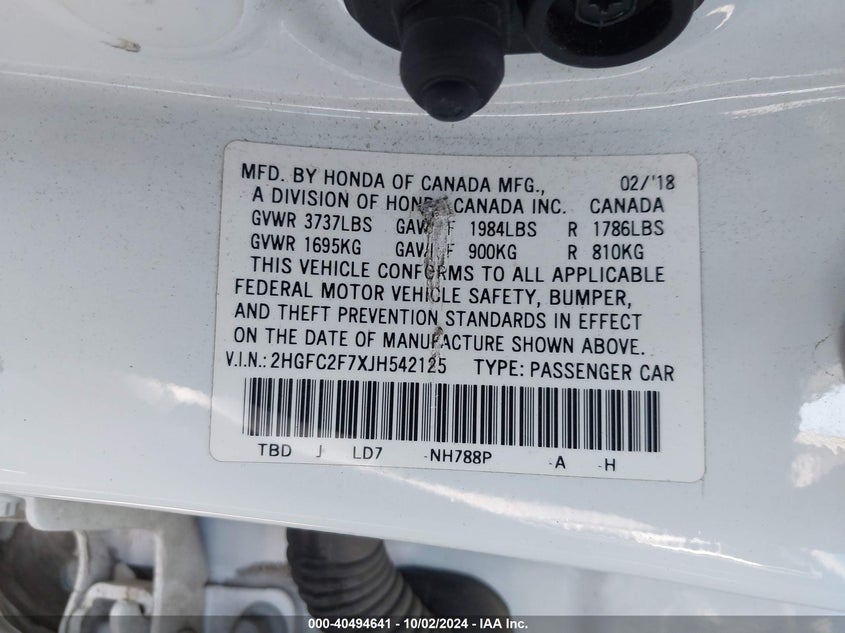 MFD. BY HONDA OF CANADA MFG., 02/'18
A DIVISION OF HONDA CANADA INC. CANADA
GVWR 3737LBS GAWR F 1984LBS R 1786LBS
GVWR 1695KG GAWR F 900KG R 810KG
THIS VEHICLE CONFORMS TO ALL APPLICABLE
FEDERAL MOTOR VEHICLE SAFETY, BUMPER,
AND THEFT PREVENTION STANDARDS IN EFFECT
ON THE DATE OF MANUFACTURE SHOWN ABOVE.
V.I.N.: 2HGFC2F7XJH542125 TYPE: PASSENGER CAR
TBD J LD7 -NH788P -A -H
000-40494641 - 10/02/2024 - IAA Inc.